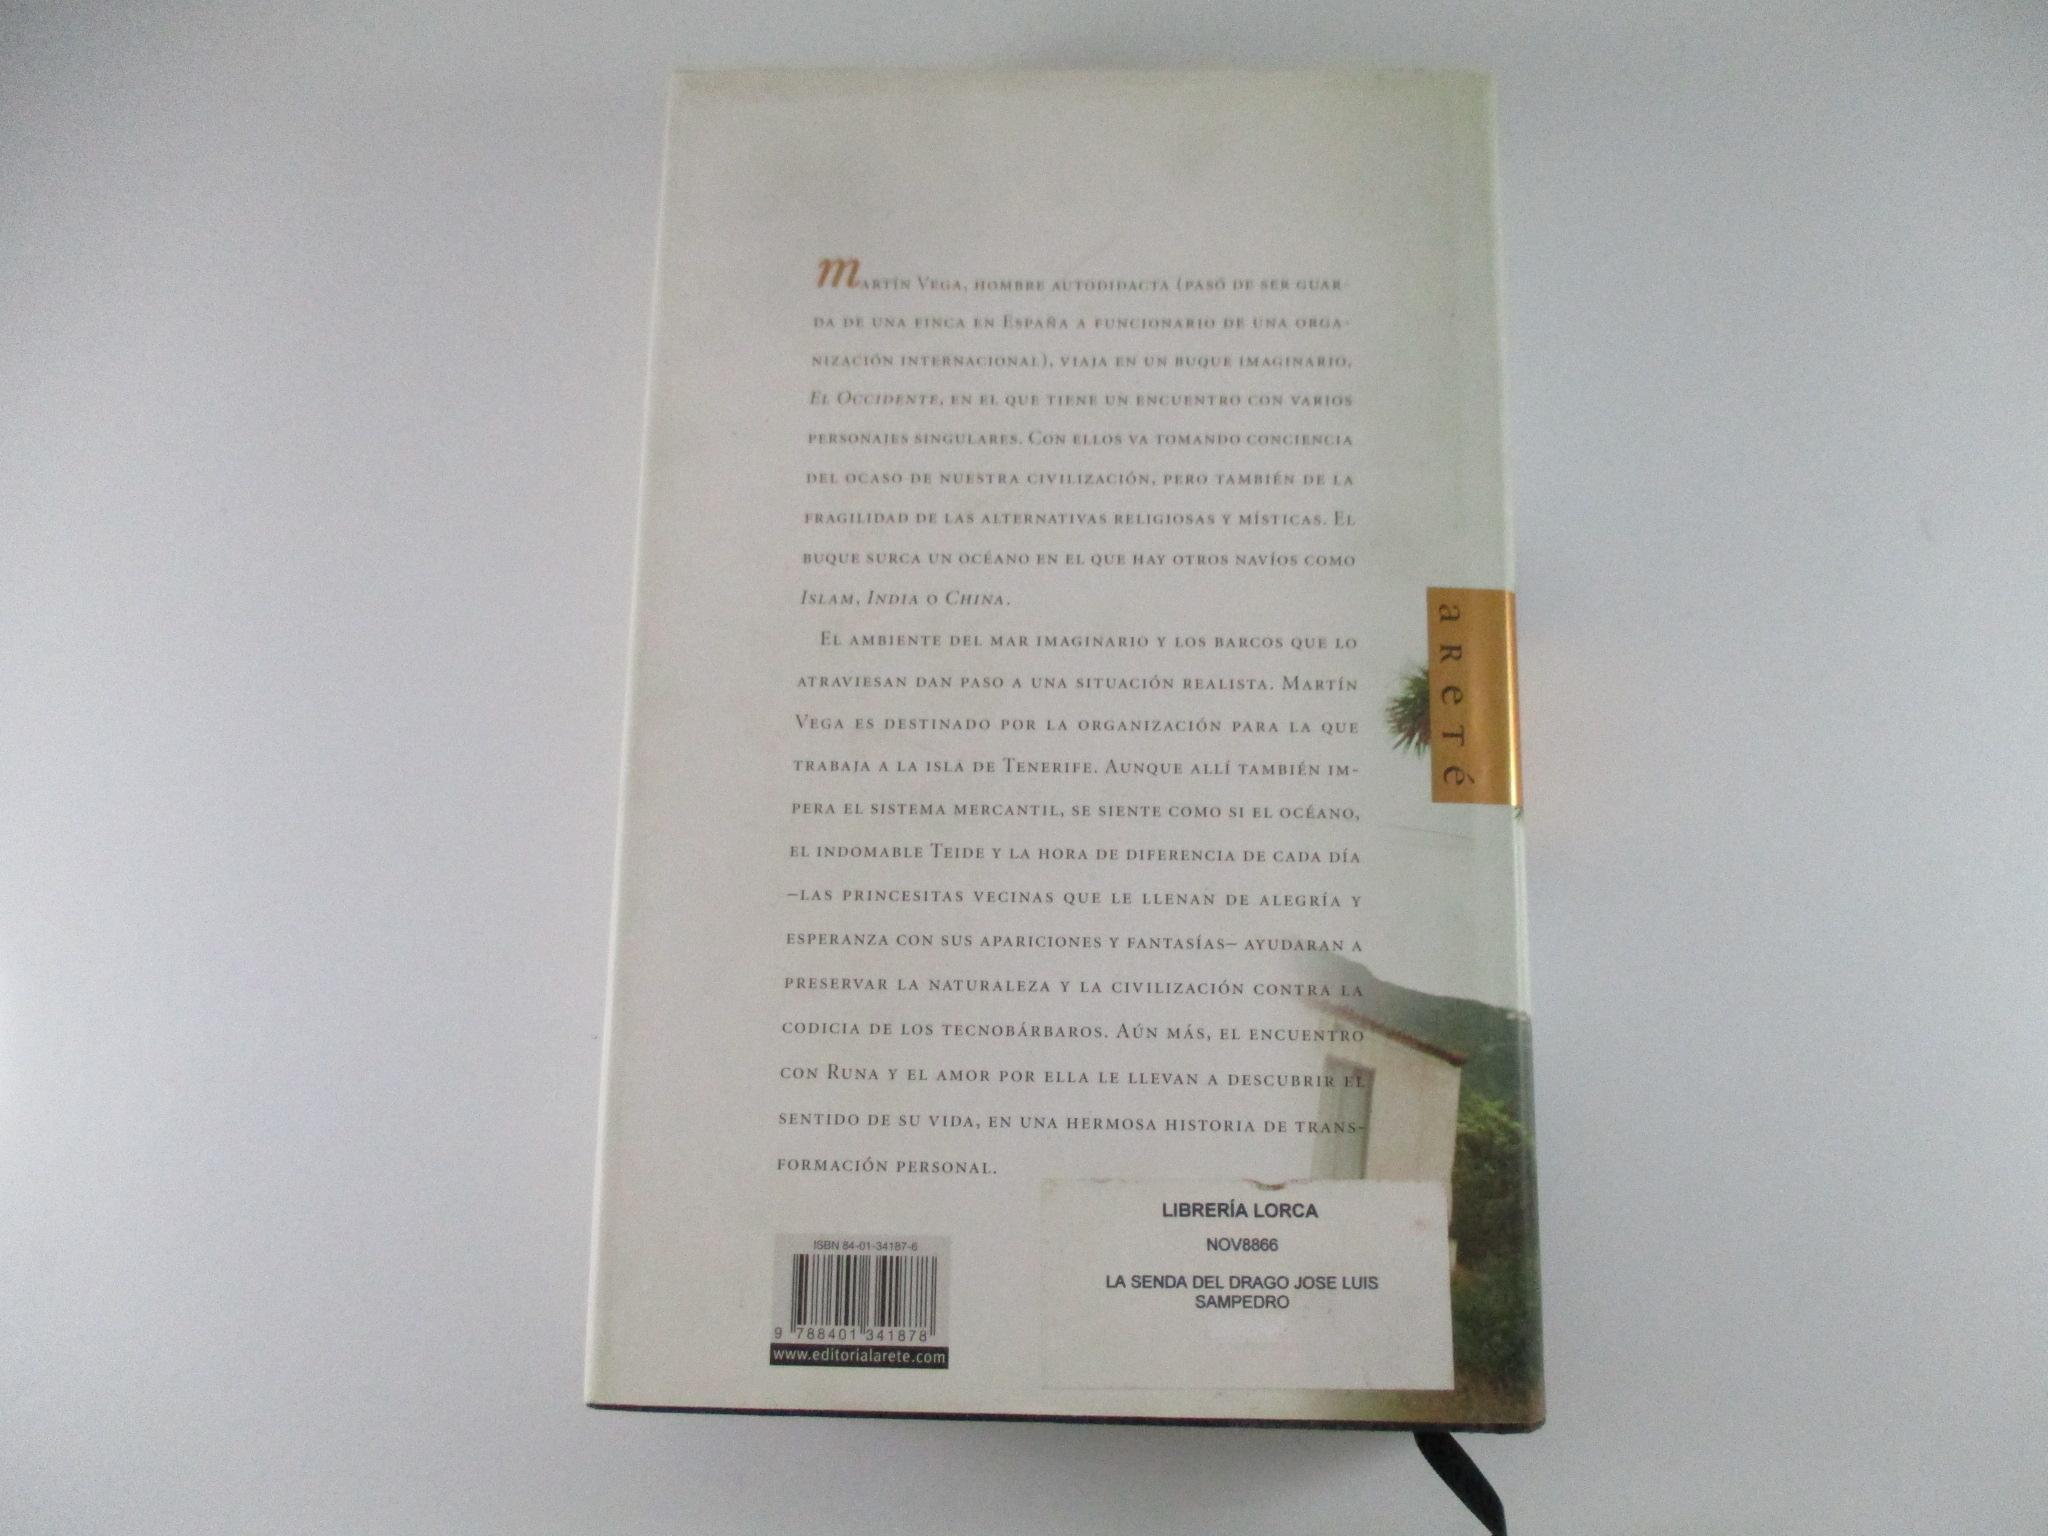 Martín Vega, hombre autodidacta (pasó de ser guar-
da de una finca en España a funcionario de una orga-
nización internacional), viaja en un buque imaginario,
El Occidente, en el que tiene un encuentro con varios
personajes singulares. Con ellos va tomando conciencia
del ocaso de nuestra civilización, pero también de la
fragilidad de las alternativas religiosas y místicas. El
buque surca un océano en el que hay otros navíos como
Islam, India o China.
El ambiente del mar imaginario y los barcos que lo
atraviesan dan paso a una situación realista. Martín
Vega es destinado por la organización para la que
trabaja a la isla de Tenerife. Aunque allí también im-
pera el sistema mercantil, se siente como si el océano,
el indomable Teide y la hora de diferencia de cada día
–las princesitas vecinas que le llenan de alegría y
esperanza con sus apariciones y fantasías– ayudaran a
preservar la naturaleza y la civilización contra la
codicia de los tecnobárbaros. Aún más, el encuentro
con Runa y el amor por ella le llevan a descubrir el
sentido de su vida, en una hermosa historia de trans-
formación personal.
areté
LIBRERÍA LORCA
NOV8866
LA SENDA DEL DRAGO JOSE LUIS
SAMPEDRO
ISBN 84-01-34187-6
9 788401 341878
www.editorialarete.com